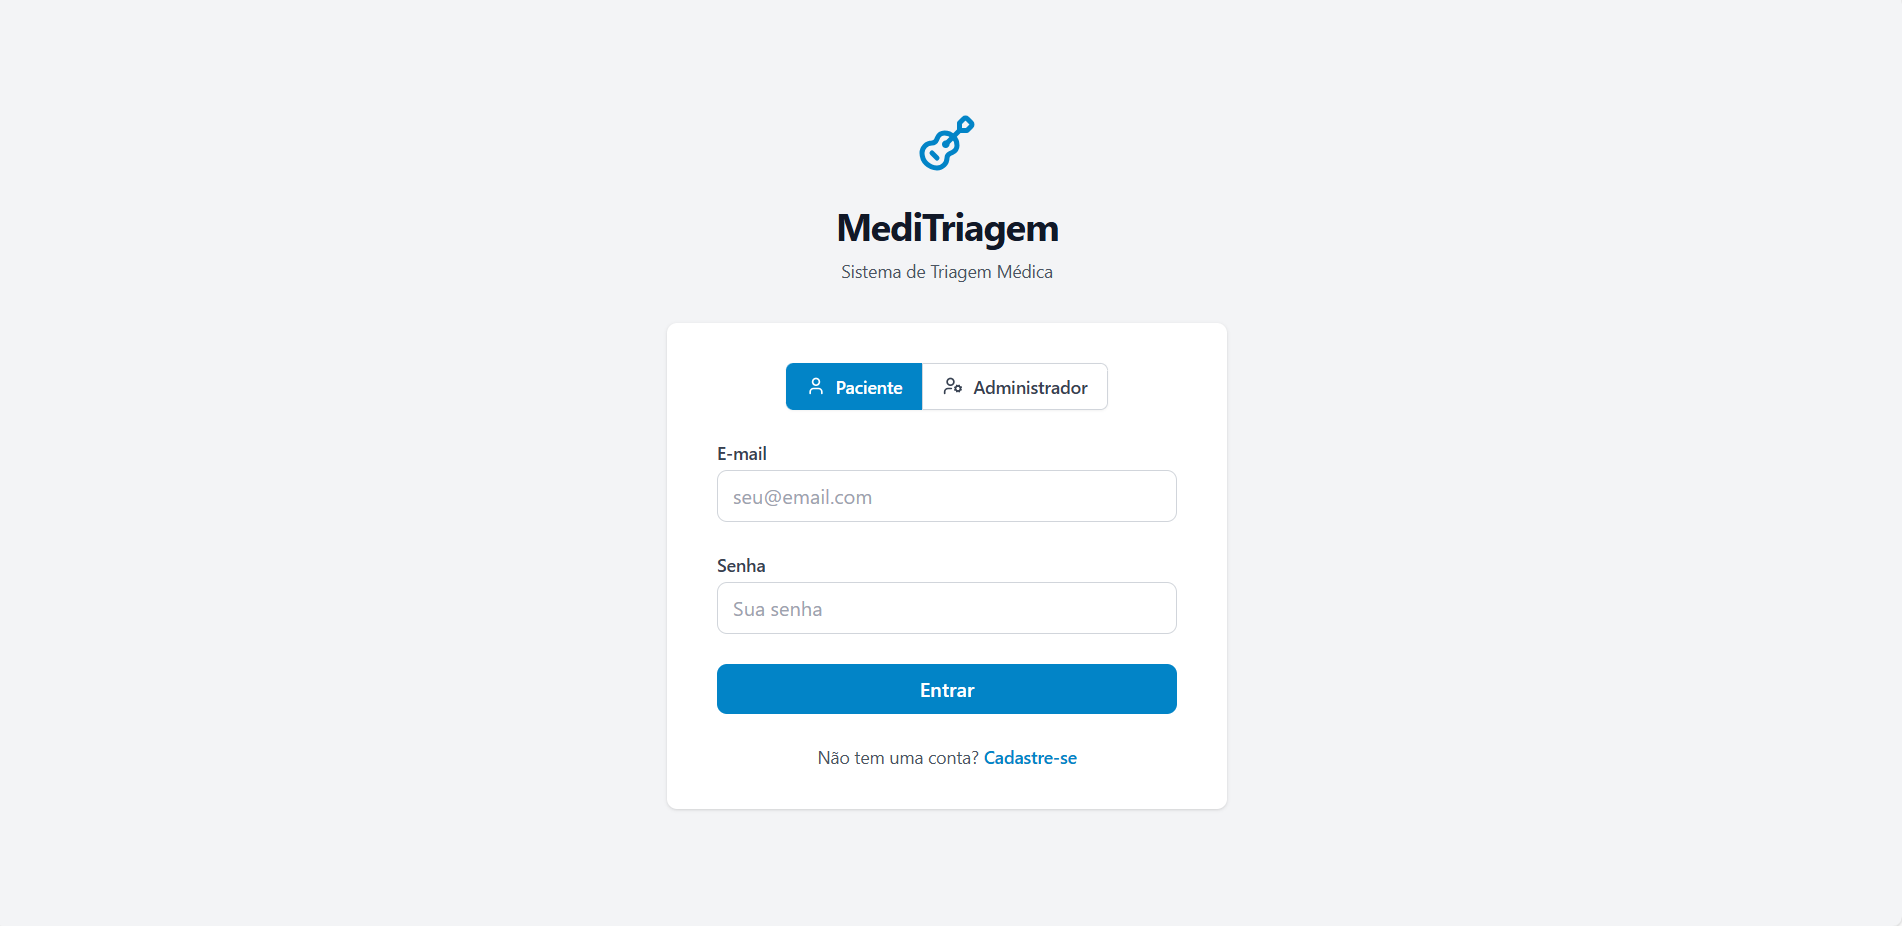 MediTriagem
Sistema de Triagem Médica
Paciente Administrador
E-mail
seu@email.com
Senha
Sua senha
Entrar
Não tem uma conta? Cadastre-se